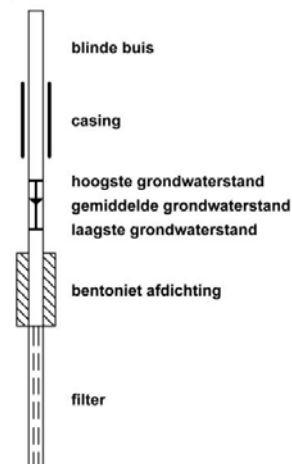 blinde buis
casing
hoogste grondwaterstand
gemiddelde grondwaterstand
laagste grondwaterstand
bentoniet afdichting
filter